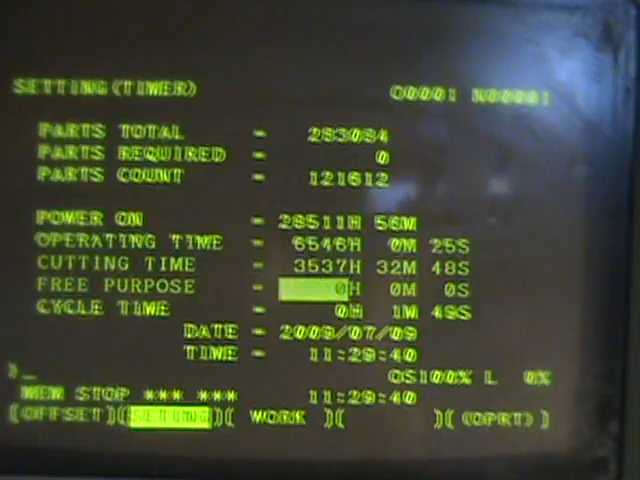 SETTING(TIMER) O0001 N00001
PARTS TOTAL = 283084
PARTS REQUIRED = 0
PARTS COUNT = 121612
POWER ON = 28511H 56M
OPERATING TIME = 6546H 0M 25S
CUTTING TIME = 3537H 32M 48S
FREE PURPOSE = 0H 0M 0S
CYCLE TIME = 0H 1M 49S
DATE = 2009/07/09
TIME = 11:29:40
)_
OS100% L 0%
MEM STOP *** *** 11:29:40
(OFFSET)(SETING)( WORK )( )( (OPRT) )